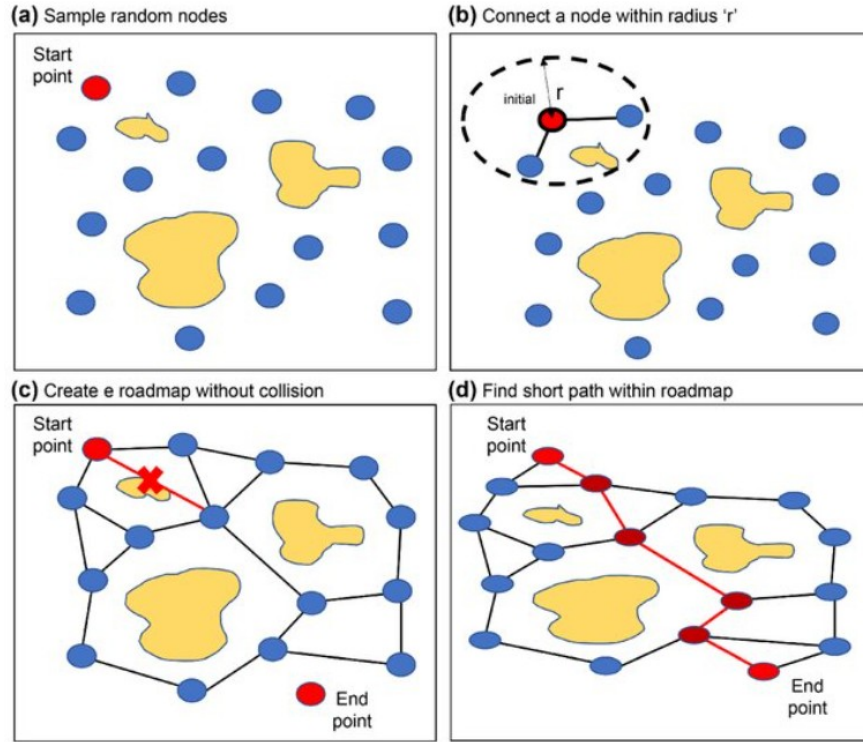 (a) Sample random nodes
Start
point
(b) Connect a node within radius ‘r’
initial
r
(c) Create e roadmap without collision
Start
point
End
point
(d) Find short path within roadmap
Start
point
End
point